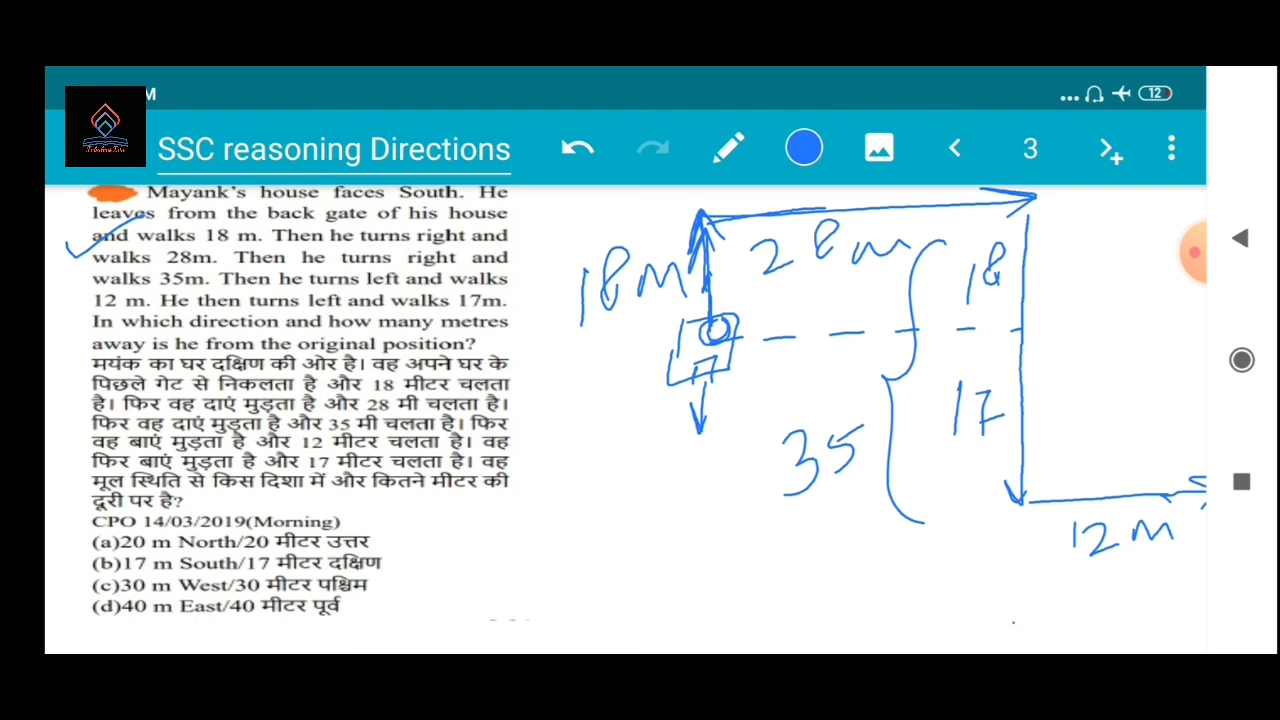 M
12
SSC reasoning Directions
3
Mayank's house faces South. He
leaves from the back gate of his house
and walks 18 m. Then he turns right and
walks 28m. Then he turns right and
walks 35m. Then he turns left and walks
12 m. He then turns left and walks 17m.
In which direction and how many metres
away is he from the original position?
मयंक का घर दक्षिण की ओर है। वह अपने घर के
पिछले गेट से निकलता है और 18 मीटर चलता
है। फिर वह दाएं मुड़ता है और 28 मी चलता है।
फिर वह दाएं मुड़ता है और 35 मी चलता है। फिर
वह बाएं मुड़ता है और 12 मीटर चलता है। वह
फिर बाएं मुड़ता है और 17 मीटर चलता है। वह
मूल स्थिति से किस दिशा में और कितने मीटर की
दूरी पर है?
CPO 14/03/2019(Morning)
(a)20 m North/20 मीटर उत्तर
(b)17 m South/17 मीटर दक्षिण
(c)30 m West/30 मीटर पश्चिम
(d)40 m East/40 मीटर पूर्व
28m
18m
18
17
35
12m